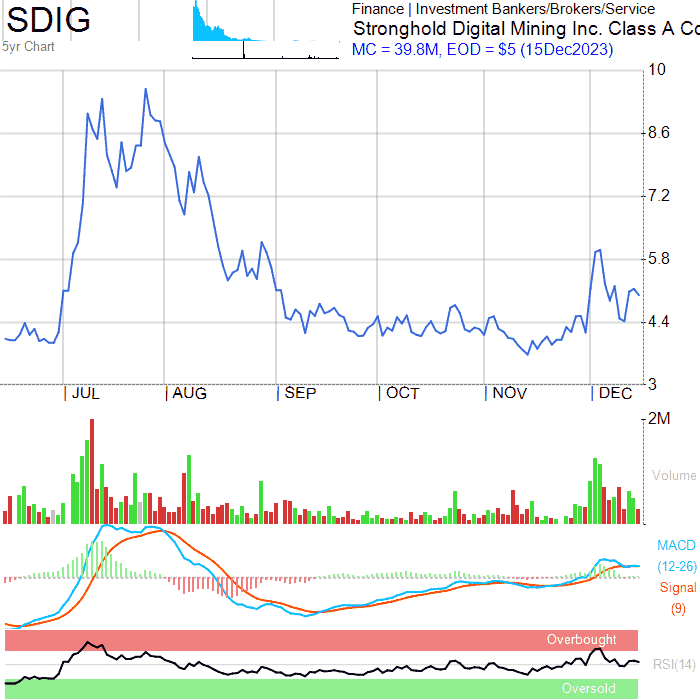 SDIG
5yr Chart
Finance | Investment Bankers/Brokers/Service
Stronghold Digital Mining Inc. Class A Co
MC = 39.8M, EOD = $5 (15Dec2023)
10
8.6
7.2
5.8
4.4
3
JUL AUG SEP OCT NOV DEC
2M
Volume
MACD
(12-26)
Signal
(9)
Overbought
RSI(14)
Oversold